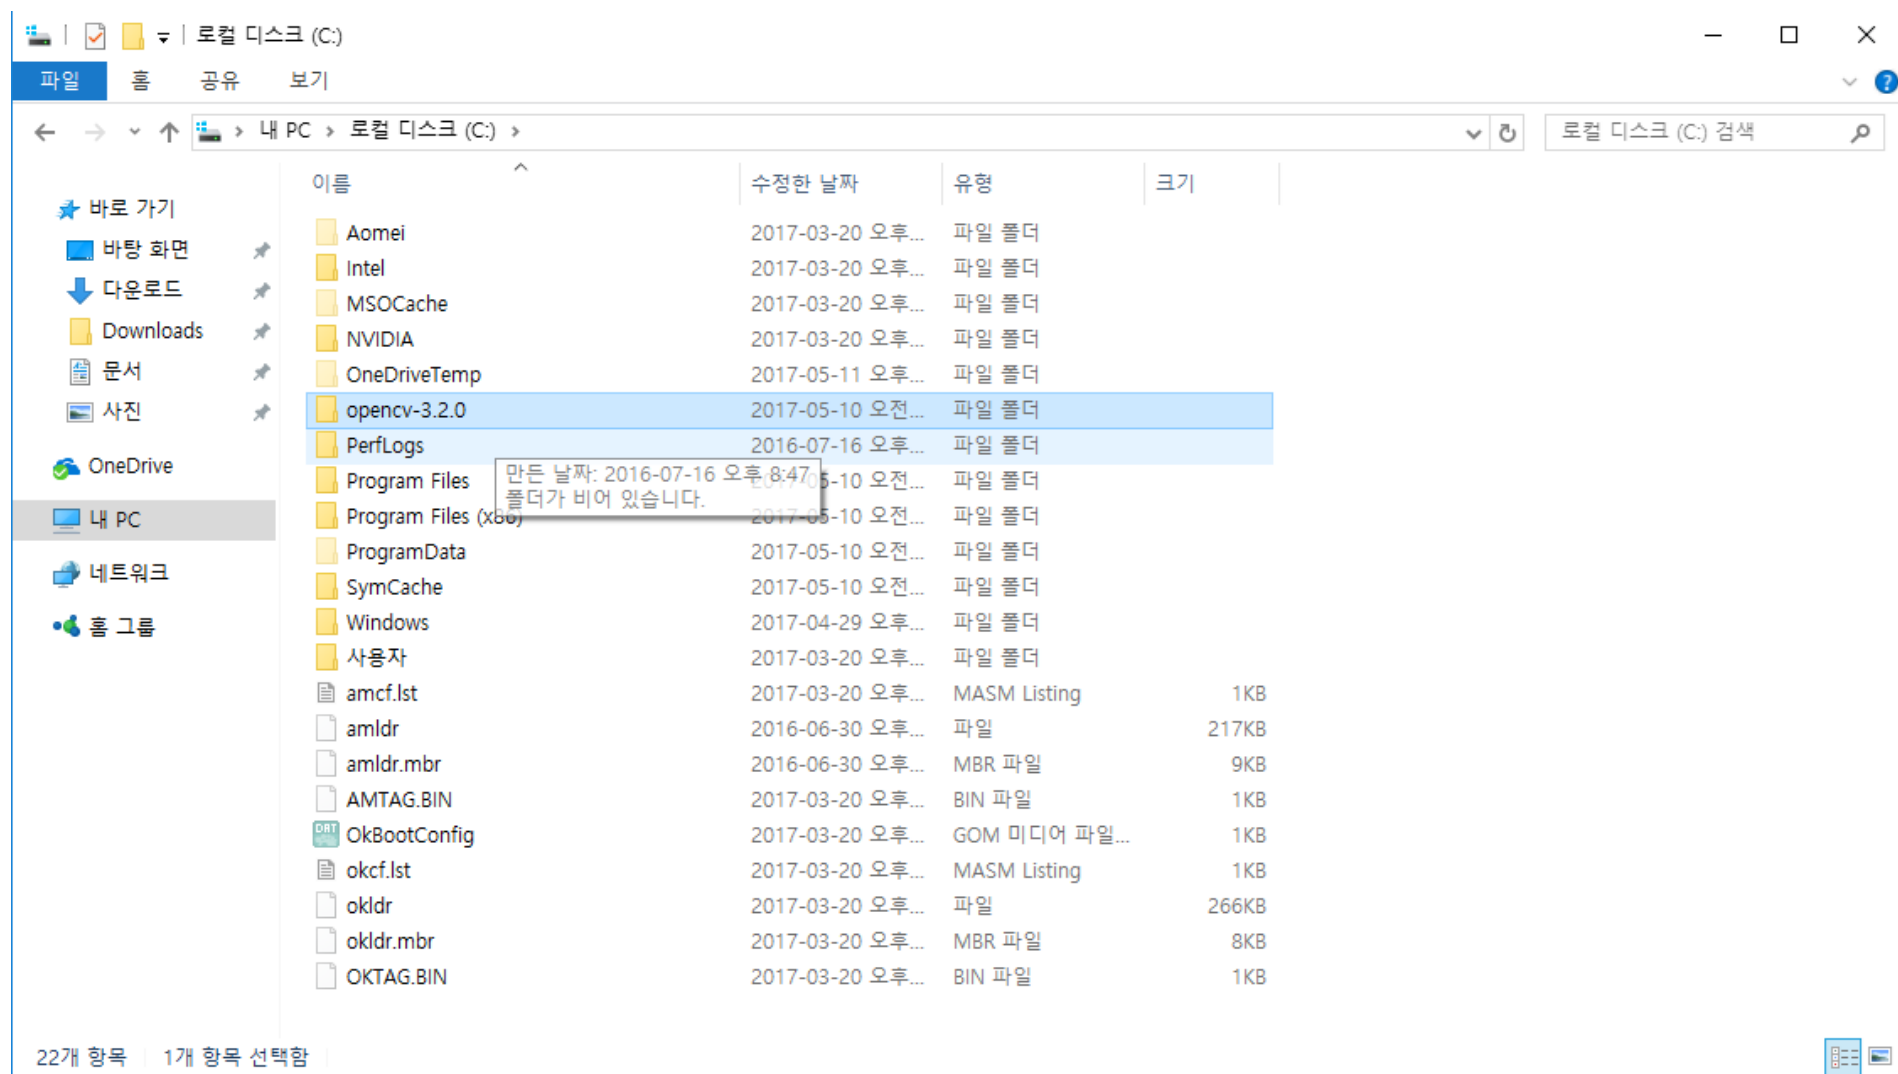 로컬 디스크 (C:)
파일 홈 공유 보기
내 PC 로컬 디스크 (C:)
로컬 디스크 (C:) 검색
이름 수정한 날짜 유형 크기
바로 가기
바탕 화면
다운로드
Downloads
문서
사진
OneDrive
내 PC
네트워크
홈 그룹
Aomei 2017-03-20 오후... 파일 폴더
Intel 2017-03-20 오후... 파일 폴더
MSOCache 2017-03-20 오후... 파일 폴더
NVIDIA 2017-03-20 오후... 파일 폴더
OneDriveTemp 2017-05-11 오후... 파일 폴더
opencv-3.2.0 2017-05-10 오전... 파일 폴더
PerfLogs 2016-07-16 오후... 파일 폴더
만든 날짜: 2016-07-16 오후 8:47
폴더가 비어 있습니다.
Program Files 2017-05-10 오전... 파일 폴더
Program Files (x86) 2017-05-10 오전... 파일 폴더
ProgramData 2017-05-10 오전... 파일 폴더
SymCache 2017-05-10 오전... 파일 폴더
Windows 2017-04-29 오후... 파일 폴더
사용자 2017-03-20 오후... 파일 폴더
amcf.lst 2017-03-20 오후... MASM Listing 1KB
amldr 2016-06-30 오후... 파일 217KB
amldr.mbr 2016-06-30 오후... MBR 파일 9KB
AMTAG.BIN 2017-03-20 오후... BIN 파일 1KB
DAT OkBootConfig 2017-03-20 오후... GOM 미디어 파일... 1KB
okcf.lst 2017-03-20 오후... MASM Listing 1KB
okldr 2017-03-20 오후... 파일 266KB
okldr.mbr 2017-03-20 오후... MBR 파일 8KB
OKTAG.BIN 2017-03-20 오후... BIN 파일 1KB
22개 항목 1개 항목 선택함